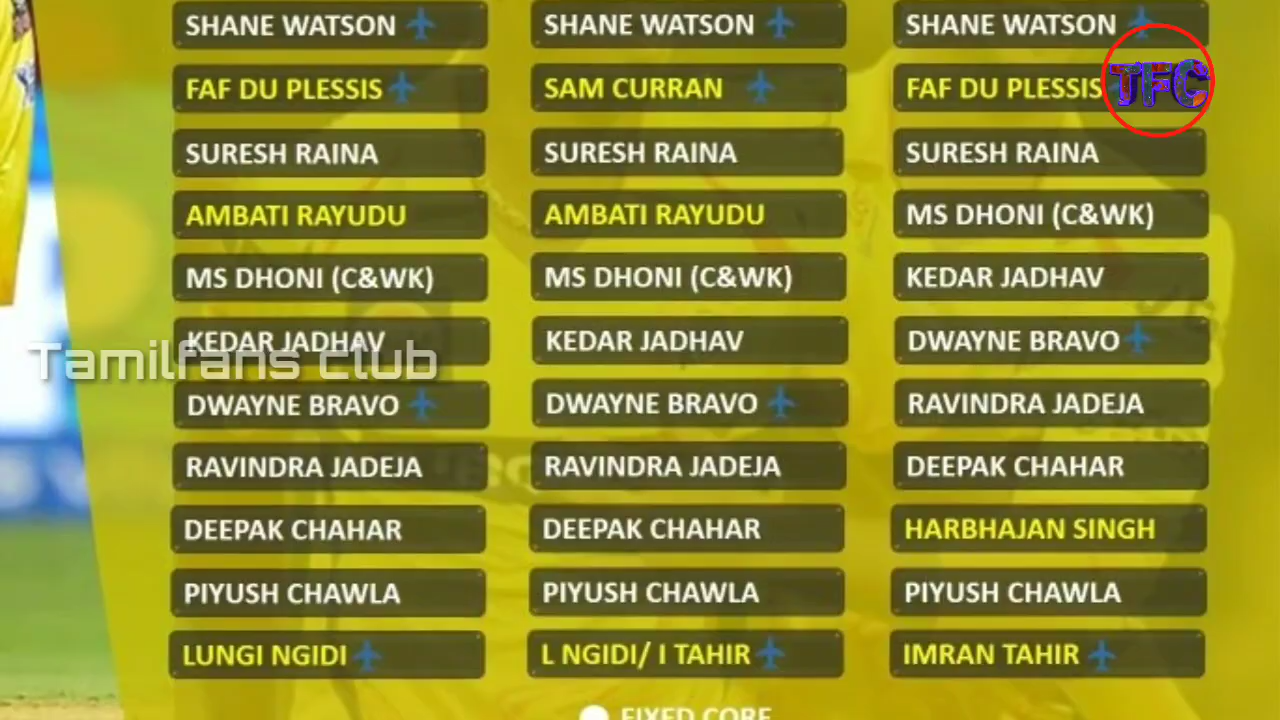 SHANE WATSON
FAF DU PLESSIS
SURESH RAINA
AMBATI RAYUDU
MS DHONI (C&WK)
KEDAR JADHAV
DWAYNE BRAVO
RAVINDRA JADEJA
DEEPAK CHAHAR
PIYUSH CHAWLA
LUNGI NGIDI
SHANE WATSON
SAM CURRAN
SURESH RAINA
AMBATI RAYUDU
MS DHONI (C&WK)
KEDAR JADHAV
DWAYNE BRAVO
RAVINDRA JADEJA
DEEPAK CHAHAR
PIYUSH CHAWLA
L NGIDI/ I TAHIR
SHANE WATSON
FAF DU PLESSIS
SURESH RAINA
MS DHONI (C&WK)
KEDAR JADHAV
DWAYNE BRAVO
RAVINDRA JADEJA
DEEPAK CHAHAR
HARBHAJAN SINGH
PIYUSH CHAWLA
IMRAN TAHIR
TFC
Tamilfans club
FIXED CORE